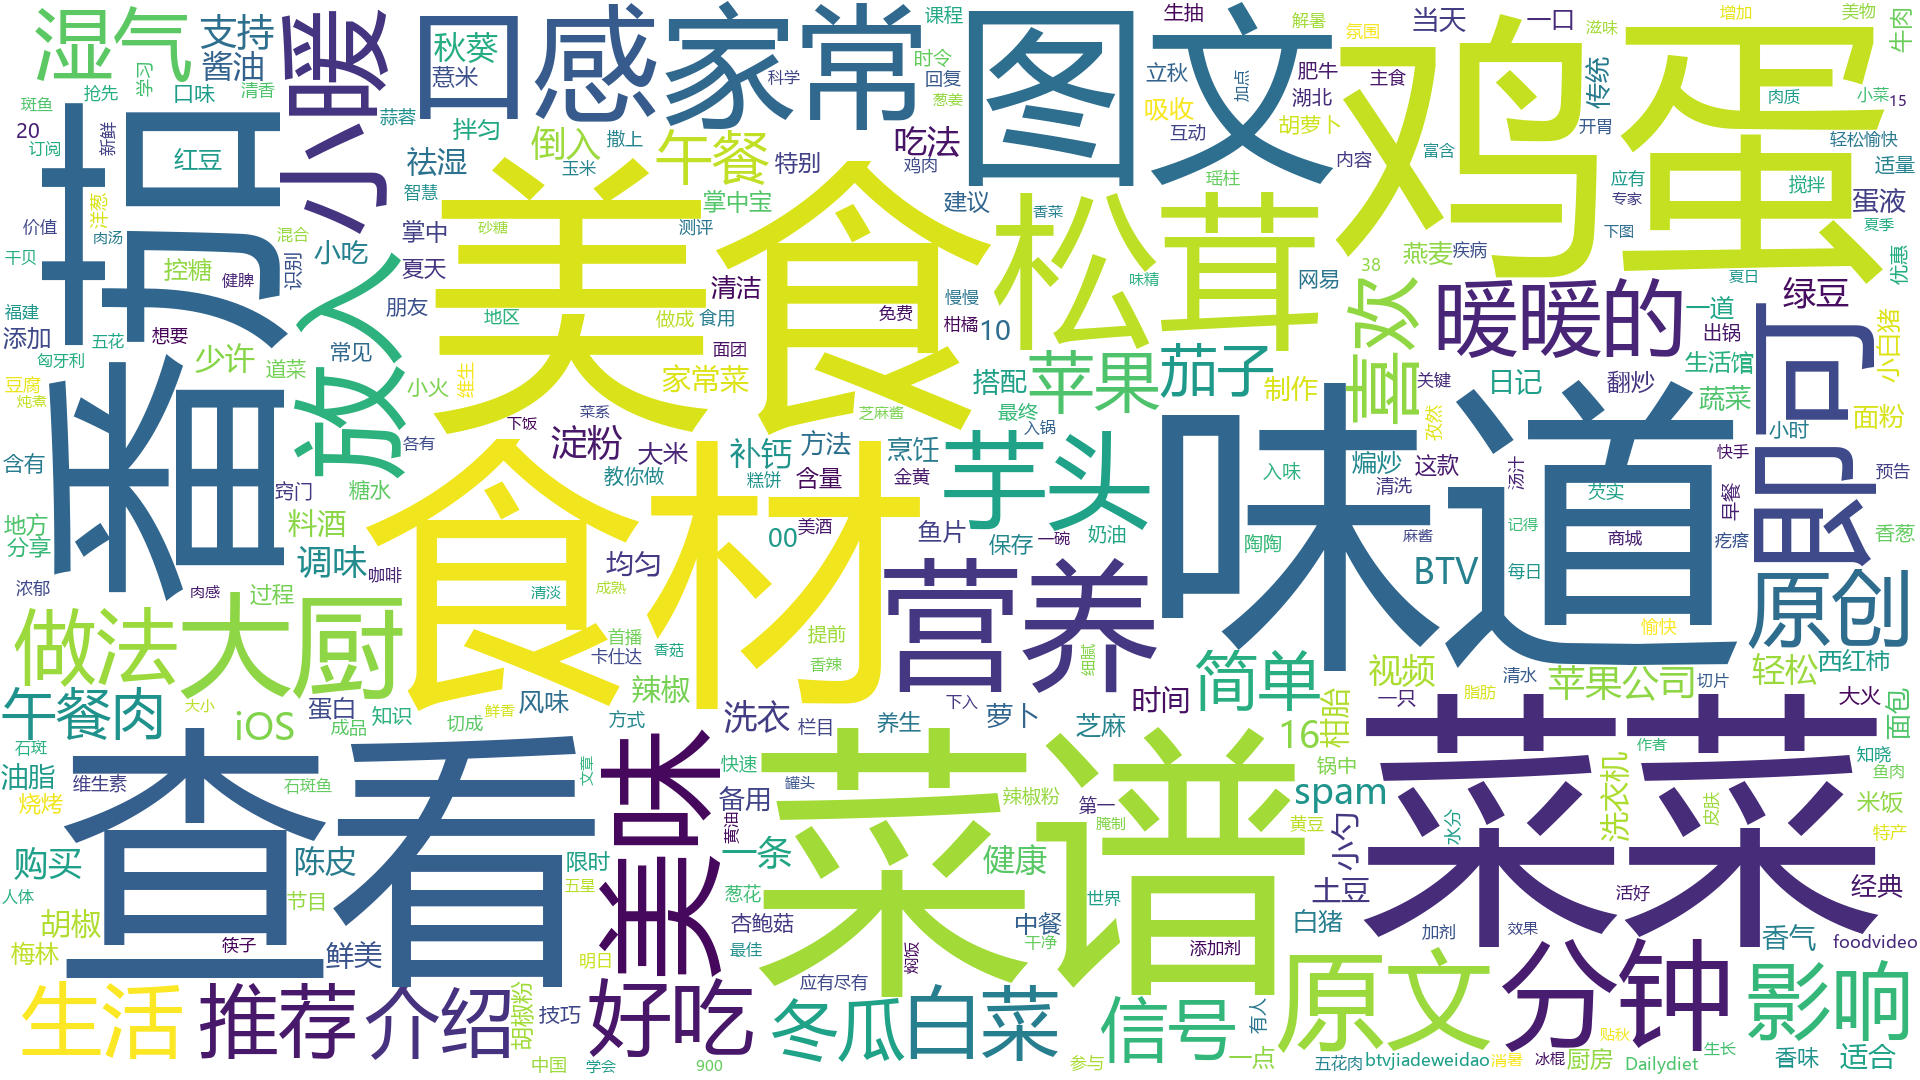 湿气
支持
酱油
小暖
口感
家常
图文
鸡蛋
秋葵
薏米
课程
时令
回复
葱姜
科学
生抽
解暑
氛围
当天
一口
增加
美物
滋味
牛肉
立秋
肥牛
湖北
主食
传统
肉质
小菜
15
加点
吸收
胡萝卜
互动
内容
开胃
轻松愉快
富含
应有
搅拌
适量
专家
蛋液
下图
夏季
学习
抢先
口味
清香
斑鱼
20
订阅
新鲜
红豆
茄
香菇
蒜蓉
拌匀
撒上
倒入
午餐
特别
吃法
鸡肉
祛湿
玉米
智慧
掌中宝
建议
瑶柱
香菜
掌中
砂糖
测评
美食
松茸
燕麦
疾病
38
网易
夏日
优惠
价值
洋葱
肉汤
混合
干贝
控糖
健脾
识别
小吃
夏天
朋友
地区
清洁
做成
食用
免费
慢慢
味精
柑橘
10
喜欢
暖暖的
绿豆
一道
出锅
即可
小白猪
福建
添加
五花
想要
匈牙利
少许
道菜
常见
小火
放入
维生
面团
家常菜
搭配
苹果
茄子
制作
生活馆
日记
翻炒
关键
蔬菜
面粉
豆腐
炖煮
各有
下饭
菜系
芝麻酱
最终
入锅
孜然
小时
含有
窍门
糖水
淀粉
大米
教你做
补钙
方法
烹饪
糕饼
含量
金黄
芋头
味道
煸炒
这款
入味
清洗
汤汁
快手
预告
芡实
早餐
地方
分享
料酒
调味
食材
00
美酒
一碗
鱼片
保存
奶油
陶陶
麻酱
记得
商城
疙瘩
香葱
浓郁
肉感
过程
咖啡
均匀
清淡
成熟
营养
BTV
每日
原创
做法
大厨
首播
卡仕达
香菇
提前
香辣
细腻
简单
愉快
视频
轻松
西红柿
午餐肉
大小
iOS
蛋白
成品
知识
辣椒
鲜香
风味
切成
方式
洗衣
栏目
养生
下入
萝卜
芝麻
时间
16
怕胎
一只
脂肪
清水
苹果公司
切片
大火
面包
石斑
油脂
维生素
石斑鱼
文章
烧烤
查看
美味
快速
罐头
备用
黄油
菜谱
辣椒粉
第一
腌制
锅中
spam
黄豆
菜菜
作者
知晓
鱼肉
洗衣机
皮肤
米饭
特产
购买
陈皮
限时
一条
健康
小勺
水分
人体
节目
五星
葱花
世界
土豆
活好
经典
胡椒
杏鲍菇
中餐
白猪
加剂
效果
梅林
筷子
鲜美
明日
最佳
焖饭
干净
添加剂
香气
foodvideo
应有尽有
生活
推荐
介绍
胡椒粉
技巧
好吃
冬瓜
白菜
信号
有人
原文
分钟
影响
中国
学会
900
参与
一点
五花肉
btvjiadeweidao
消暑
贴秋
冰棍
厨房
Dailydiet
生长
香味
适合